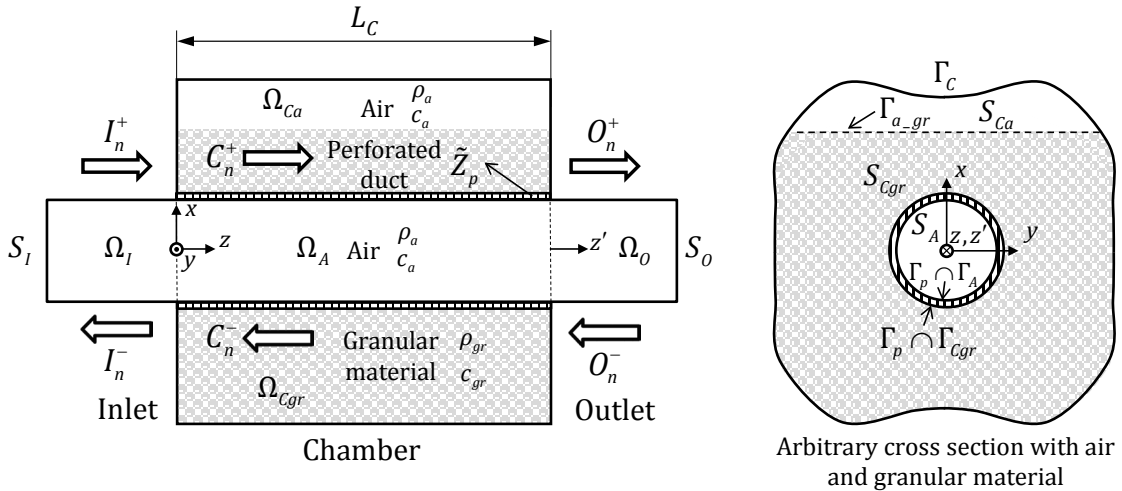 L_C
Ω_Ca
Air ρ_a
c_a
I_n^+
C_n^+
Perforated
duct
Z̃_p
O_n^+
x
S_I
Ω_I
z
y
Ω_A
Air ρ_a
c_a
z'
Ω_O
S_O
I_n^-
C_n^-
Granular
material
ρ_gr
c_gr
O_n^-
Ω_Cgr
Inlet
Outlet
Chamber
Γ_C
Γ_a_gr
S_Ca
S_Cgr
x
S_A
z, z'
y
Γ_p ∩ Γ_A
Γ_p ∩ Γ_Cgr
Arbitrary cross section with air
and granular material